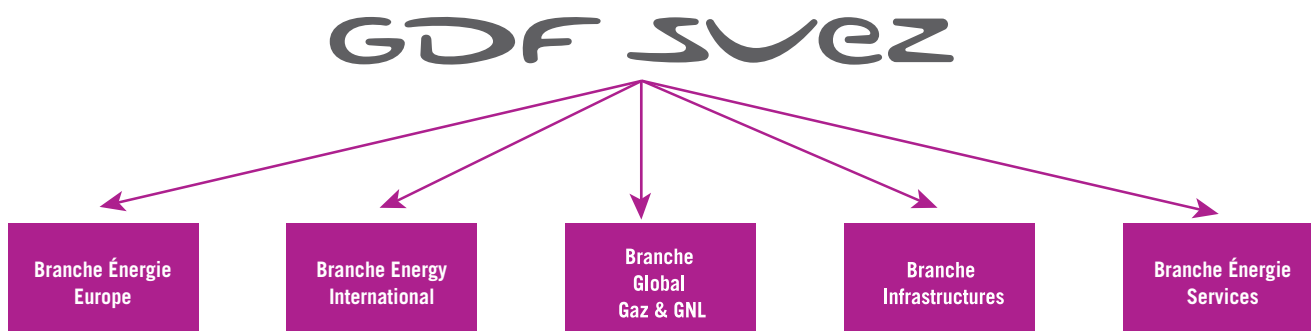 GDF SUEZ
Branche Énergie
Europe
Branche Energy
International
Branche
Global
Gaz & GNL
Branche
Infrastructures
Branche Énergie
Services